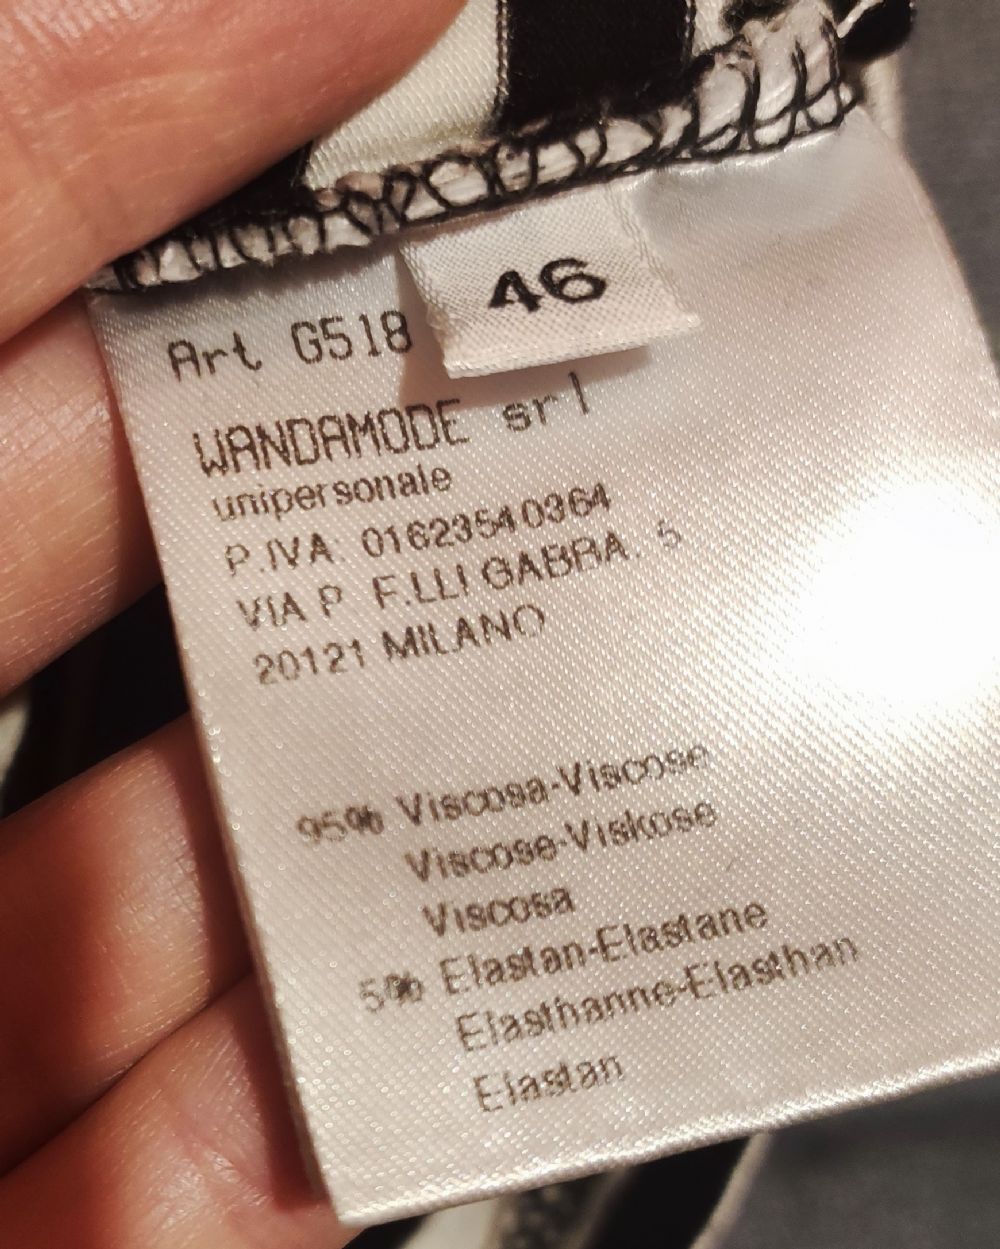 46
Art G518
WANDAMODE srl
unipersonale
P.IVA. 01623540364
VIA P. F.LLI GABBA. 5
20121 MILANO
95% Viscosa-Viscose
Viscose-Viskose
Viscosa
5% Elastan-Elastane
Elasthanne-Elasthan
Elastan